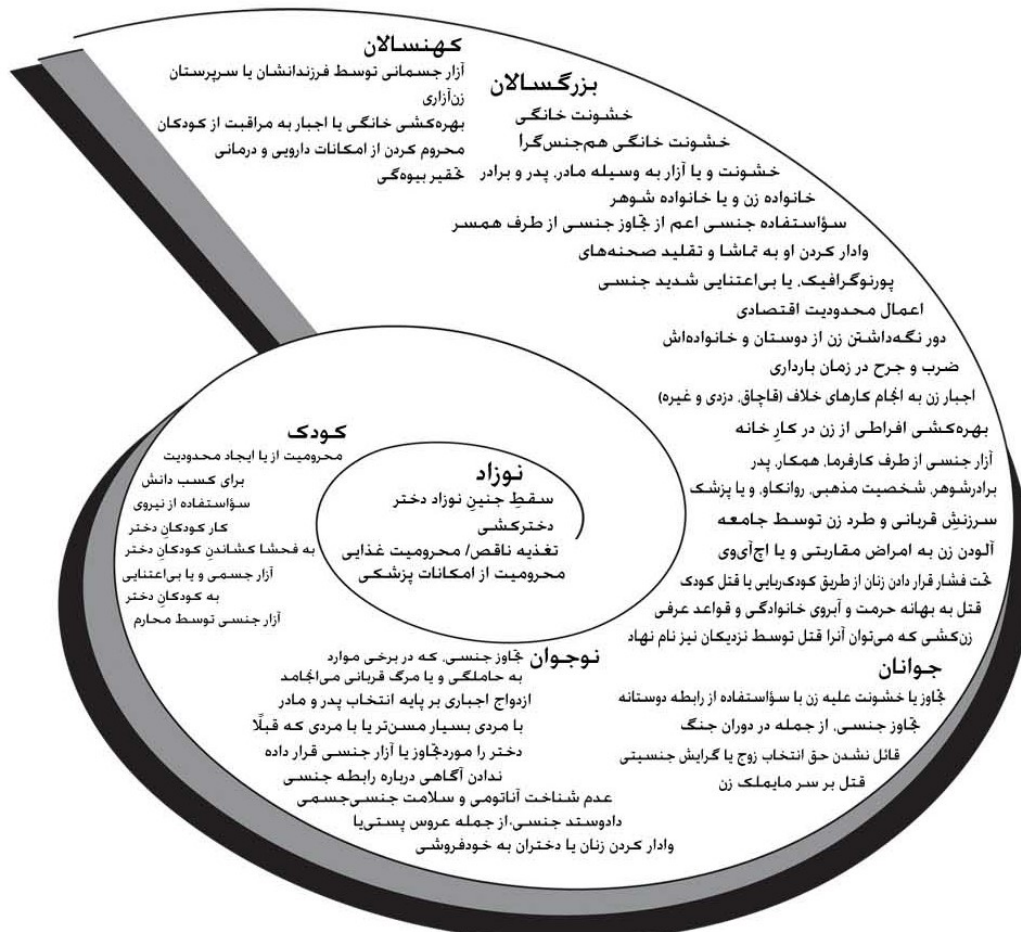 کهنسالان
آزار جسمانی توسط فرزندانشان یا سرپرستان
زن‌آزاری
بهره‌کشی خانگی یا اجبار به مراقبت از کودکان
محروم کردن از امکانات دارویی و درمانی
تحقیر بیوه‌گی
بزرگسالان
خشونت خانگی
خشونت خانگی هم‌جنس‌گرا
خشونت و یا آزار به وسیله مادر، پدر و برادر
خانواده زن و یا خانواده شوهر
سؤاستفاده جنسی اعم از تجاوز جنسی از طرف همسر
وادار کردن او به تماشا و تقلید صحنه‌های
پورنوگرافیک، یا بی‌اعتنایی شدید جنسی
اعمال محدودیت اقتصادی
دور نگه‌داشتن زن از دوستان و خانواده‌اش
ضرب و جرح در زمان بارداری
اجبار زن به انجام کارهای خلاف (قاچاق، دزدی و غیره)
بهره‌کشی افراطی از زن در کارِ خانه
آزار جنسی از طرف کارفرما، همکار، پدر
برادرشوهر، شخصیت مذهبی، روانکاو، و یا پزشک
سرزنشِ قربانی و طرد زن توسط جامعه
آلودن زن به امراض مقاربتی و یا اچ‌آی‌وی
تحت فشار قرار دادن زنان از طریق کودک‌ربایی یا قتل کودک
قتل به بهانه حرمت و آبروی خانوادگی و قواعد عرفی
زن‌کشی که می‌توان آنرا قتل توسط نزدیکان نیز نام نهاد
جوانان
تجاوز یا خشونت علیه زن با سؤاستفاده از رابطه دوستانه
تجاوز جنسی، از جمله در دوران جنگ
قائل نشدن حق انتخاب زوج یا گرایش جنسیتی
قتل بر سر مایملک زن
نوجوان
تجاوز جنسی، که در برخی موارد
به حاملگی و یا مرگ قربانی می‌انجامد
ازدواج اجباری بر پایه انتخاب پدر و مادر
با مردی بسیار مسن‌تر یا با مردی که قبلًا
دختر را موردتجاوز یا آزار جنسی قرار داده
ندادن آگاهی درباره رابطه جنسی
عدم شناخت آناتومی و سلامت جنسی‌جسمی
دادوستد جنسی،از جمله عروس پستی‌یا
وادار کردن زنان یا دختران به خودفروشی
کودک
محرومیت از یا ایجاد محدودیت
برای کسب دانش
سؤاستفاده از نیروی
کار کودکانِ دختر
به فحشا کشاندنِ کودکانِ دختر
آزار جسمی و یا بی‌اعتنایی
به کودکانِ دختر
آزار جنسی توسط محارم
نوزاد
سقطِ جنینِ نوزاد دختر
دخترکشی
تغذیه ناقص/ محرومیت غذایی
محرومیت از امکانات پزشکی